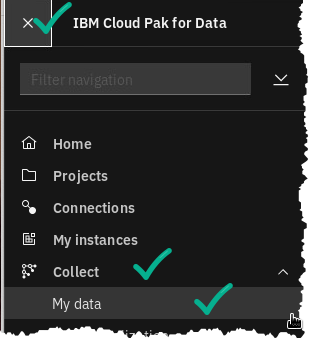 IBM Cloud Pak for Data
Filter navigation
Home
Projects
Connections
My instances
Collect
My data